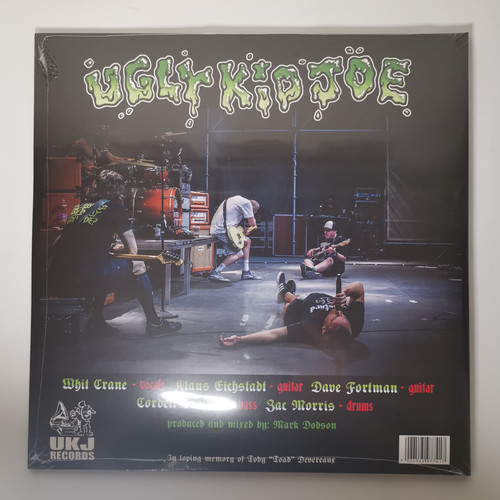 UGLY KID JOE
Whit Crane - vocals Klaus Eichstadt - guitar Dave Fortman - guitar
bass Zac Morris - drums
produced and mixed by: Mark Dodson
UKJ
RECORDS
In loving memory of Toby "Toad" Devereaux